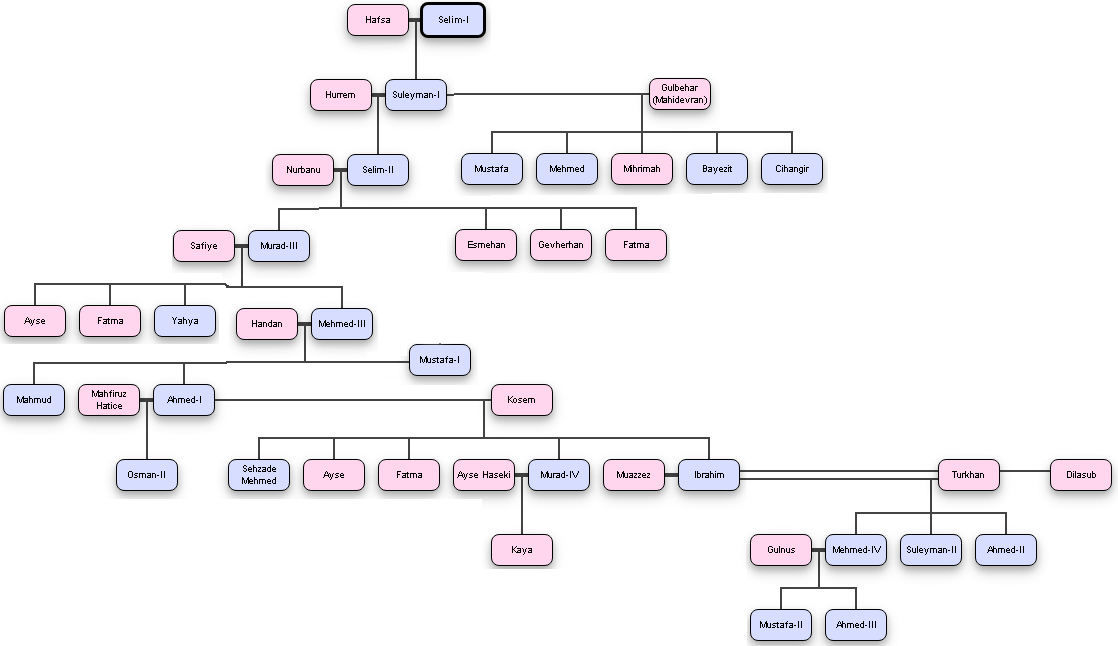 Hafsa
Selim-I
Hurrem
Suleyman-I
Gulbehar
(Mahidevran)
Nurbanu
Selim-II
Mustafa
Mehmed
Mihrimah
Bayezit
Cihangir
Safiye
Murad-III
Esmehan
Gevherhan
Fatma
Ayse
Fatma
Yahya
Handan
Mehmed-III
Mustafa-I
Mahmud
Mahfiruz
Hatice
Ahmed-I
Kosem
Osman-II
Sehzade
Mehmed
Ayse
Fatma
Ayse Haseki
Murad-IV
Muazzez
Ibrahim
Turkhan
Dilasub
Kaya
Gulnus
Mehmed-IV
Suleyman-II
Ahmed-II
Mustafa-II
Ahmed-III